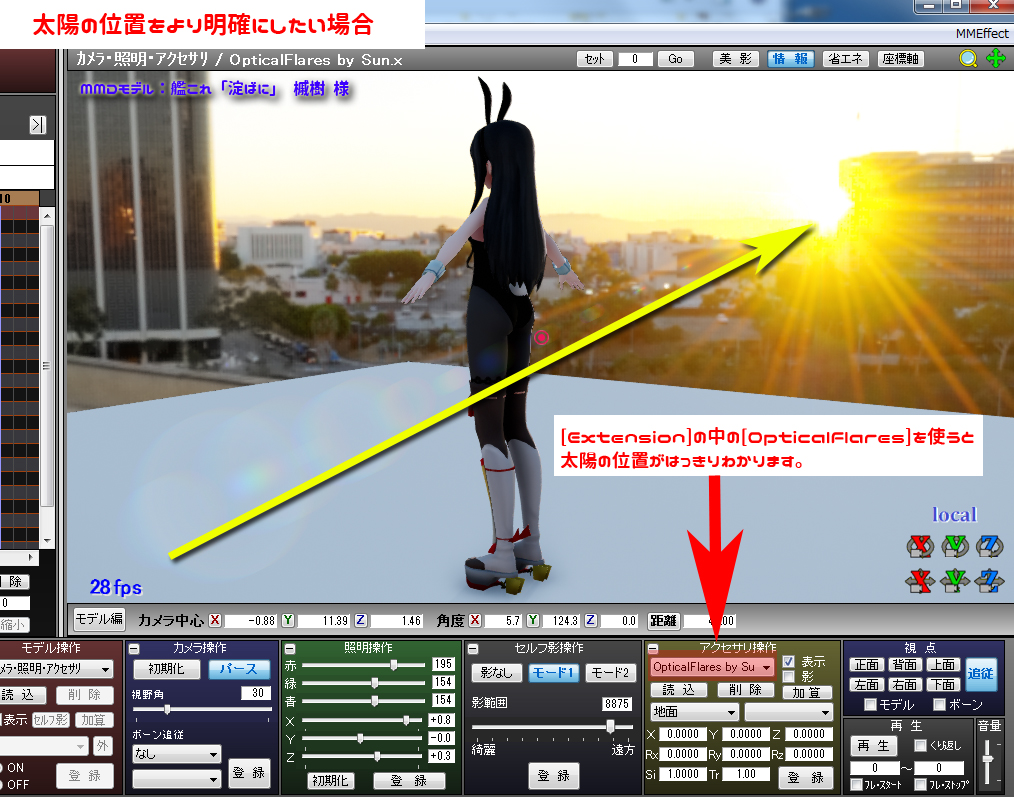 太陽の位置をより明確にしたい場合
MMEffect
カメラ・照明・アクセサリ / OpticalFlares by Sun.x
セット 0 Go 美 影 情 報 省エネ 座標軸
MMDモデル：艦これ「淀ばに」 槭樹 様
>|
[Extension]の中の[OpticalFlares]を使うと
太陽の位置がはっきりわかります。
local
X Y Z
X Y Z
28 fps
除
0
縮小
モデル編 カメラ中心 X -0.88 Y 11.39 Z 1.46 角度 X 5.7 Y 124.3 Z 0.0 距離
モデル操作
メラ・照明・アクセサリ
読 込 削 除
表示 セルフ影 加算
外
ON
OFF
登 録
カメラ操作
初期化 パース
視野角 30
ボーン追従
なし
登 録
照明操作
赤 195
緑 154
青 154
X +0.8
Y -0.0
Z +0.3
初期化 登 録
セルフ影操作
影なし モード1 モード2
影範囲 8875
綺麗 遠方
登 録
アクセサリ操作
OpticalFlares by Su 表示
影
読 込 削 除 加 算
地面
X 0.0000 Y 0.0000 Z 0.0000
Rx 0.0000 Ry 0.0000 Rz 0.0000
Si 1.0000 Tr 1.00 登 録
視 点
正面 背面 上面 追従
左面 右面 下面
モデル ボーン
再 生
再 生 くり返し
0 ～ 0
フレ・スタート フレ・ストップ
音量